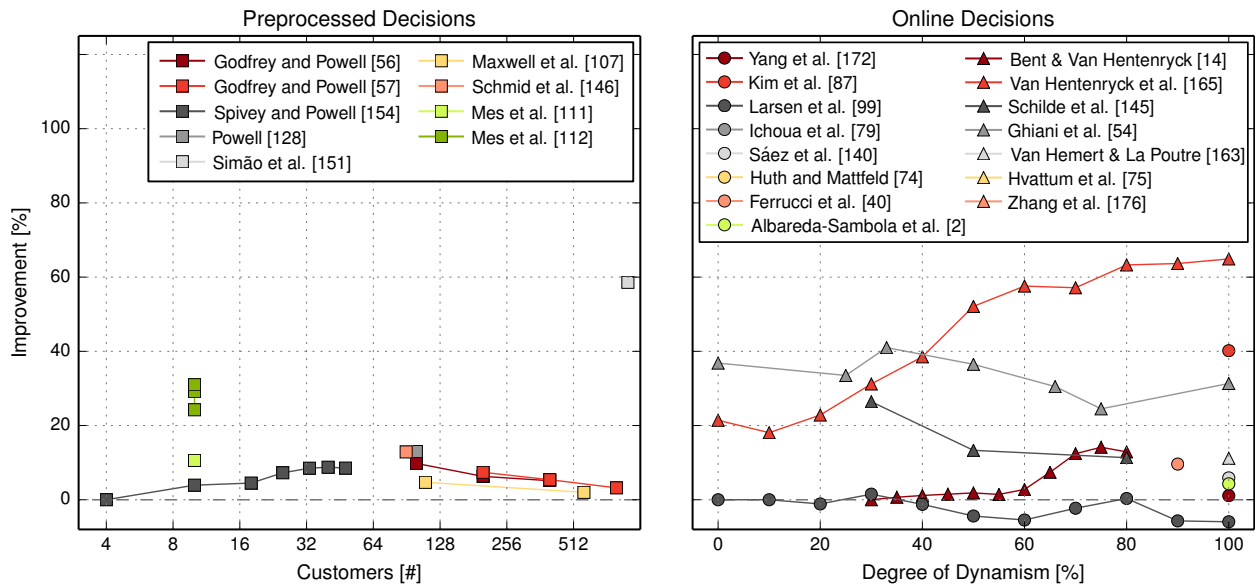 Preprocessed Decisions
Improvement [%]
100
80
60
40
20
0
Godfrey and Powell [56]
Godfrey and Powell [57]
Spivey and Powell [154]
Powell [128]
Simão et al. [151]
Maxwell et al. [107]
Schmid et al. [146]
Mes et al. [111]
Mes et al. [112]
4 8 16 32 64 128 256 512
Customers [#]
Online Decisions
Yang et al. [172]
Kim et al. [87]
Larsen et al. [99]
Ichoua et al. [79]
Sáez et al. [140]
Huth and Mattfeld [74]
Ferrucci et al. [40]
Albareda-Sambola et al. [2]
Bent & Van Hentenryck [14]
Van Hentenryck et al. [165]
Schilde et al. [145]
Ghiani et al. [54]
Van Hemert & La Poutre [163]
Hvattum et al. [75]
Zhang et al. [176]
0 20 40 60 80 100
Degree of Dynamism [%]